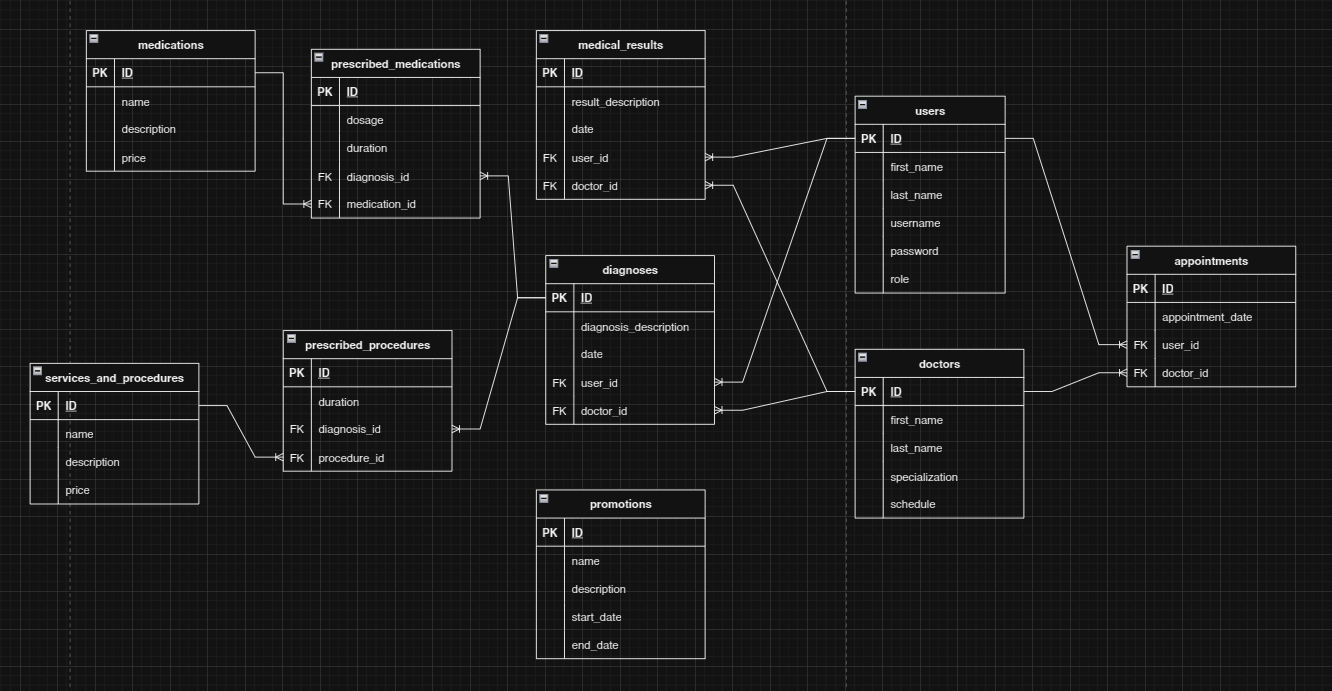 medications
PK ID
name
description
price
prescribed_medications
PK ID
dosage
duration
FK diagnosis_id
FK medication_id
medical_results
PK ID
result_description
date
FK user_id
FK doctor_id
users
PK ID
first_name
last_name
username
password
role
appointments
PK ID
appointment_date
FK user_id
FK doctor_id
diagnoses
PK ID
diagnosis_description
date
FK user_id
FK doctor_id
prescribed_procedures
PK ID
duration
FK diagnosis_id
FK procedure_id
services_and_procedures
PK ID
name
description
price
doctors
PK ID
first_name
last_name
specialization
schedule
promotions
PK ID
name
description
start_date
end_date